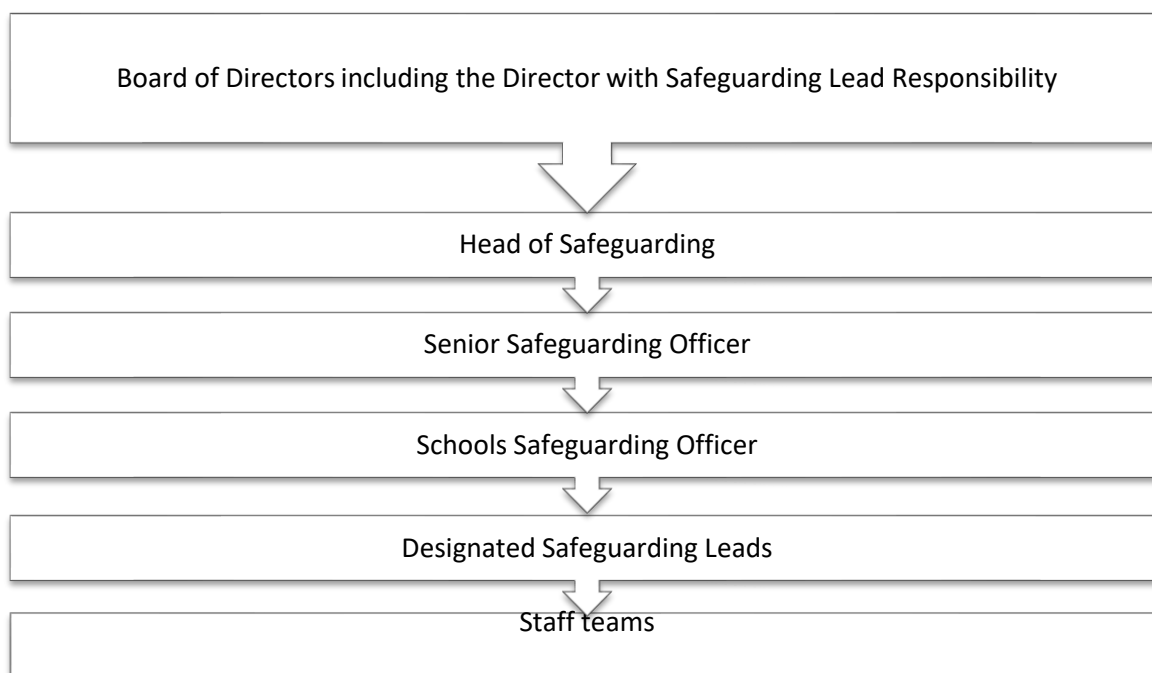 Board of Directors including the Director with Safeguarding Lead Responsibility
Head of Safeguarding
Senior Safeguarding Officer
Schools Safeguarding Officer
Designated Safeguarding Leads
Staff teams